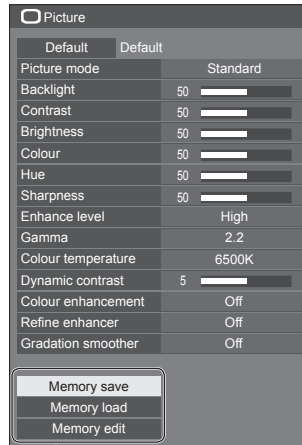 Picture
Default Default
Picture mode Standard
Backlight 50
Contrast 50
Brightness 50
Colour 50
Hue 50
Sharpness 50
Enhance level High
Gamma 2.2
Colour temperature 6500K
Dynamic contrast 5
Colour enhancement Off
Refine enhancer Off
Gradation smoother Off
Memory save
Memory load
Memory edit